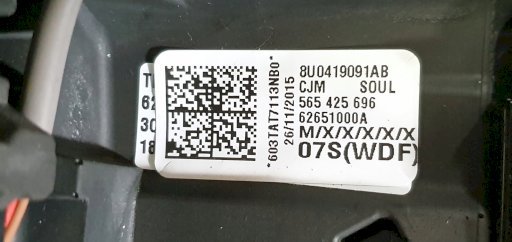 *603TAT7113NB0*
26/11/2015
8U0419091AB
CJM SOUL
565 425 696
62651000A
M/X/X/X/X/X
07S(WDF)